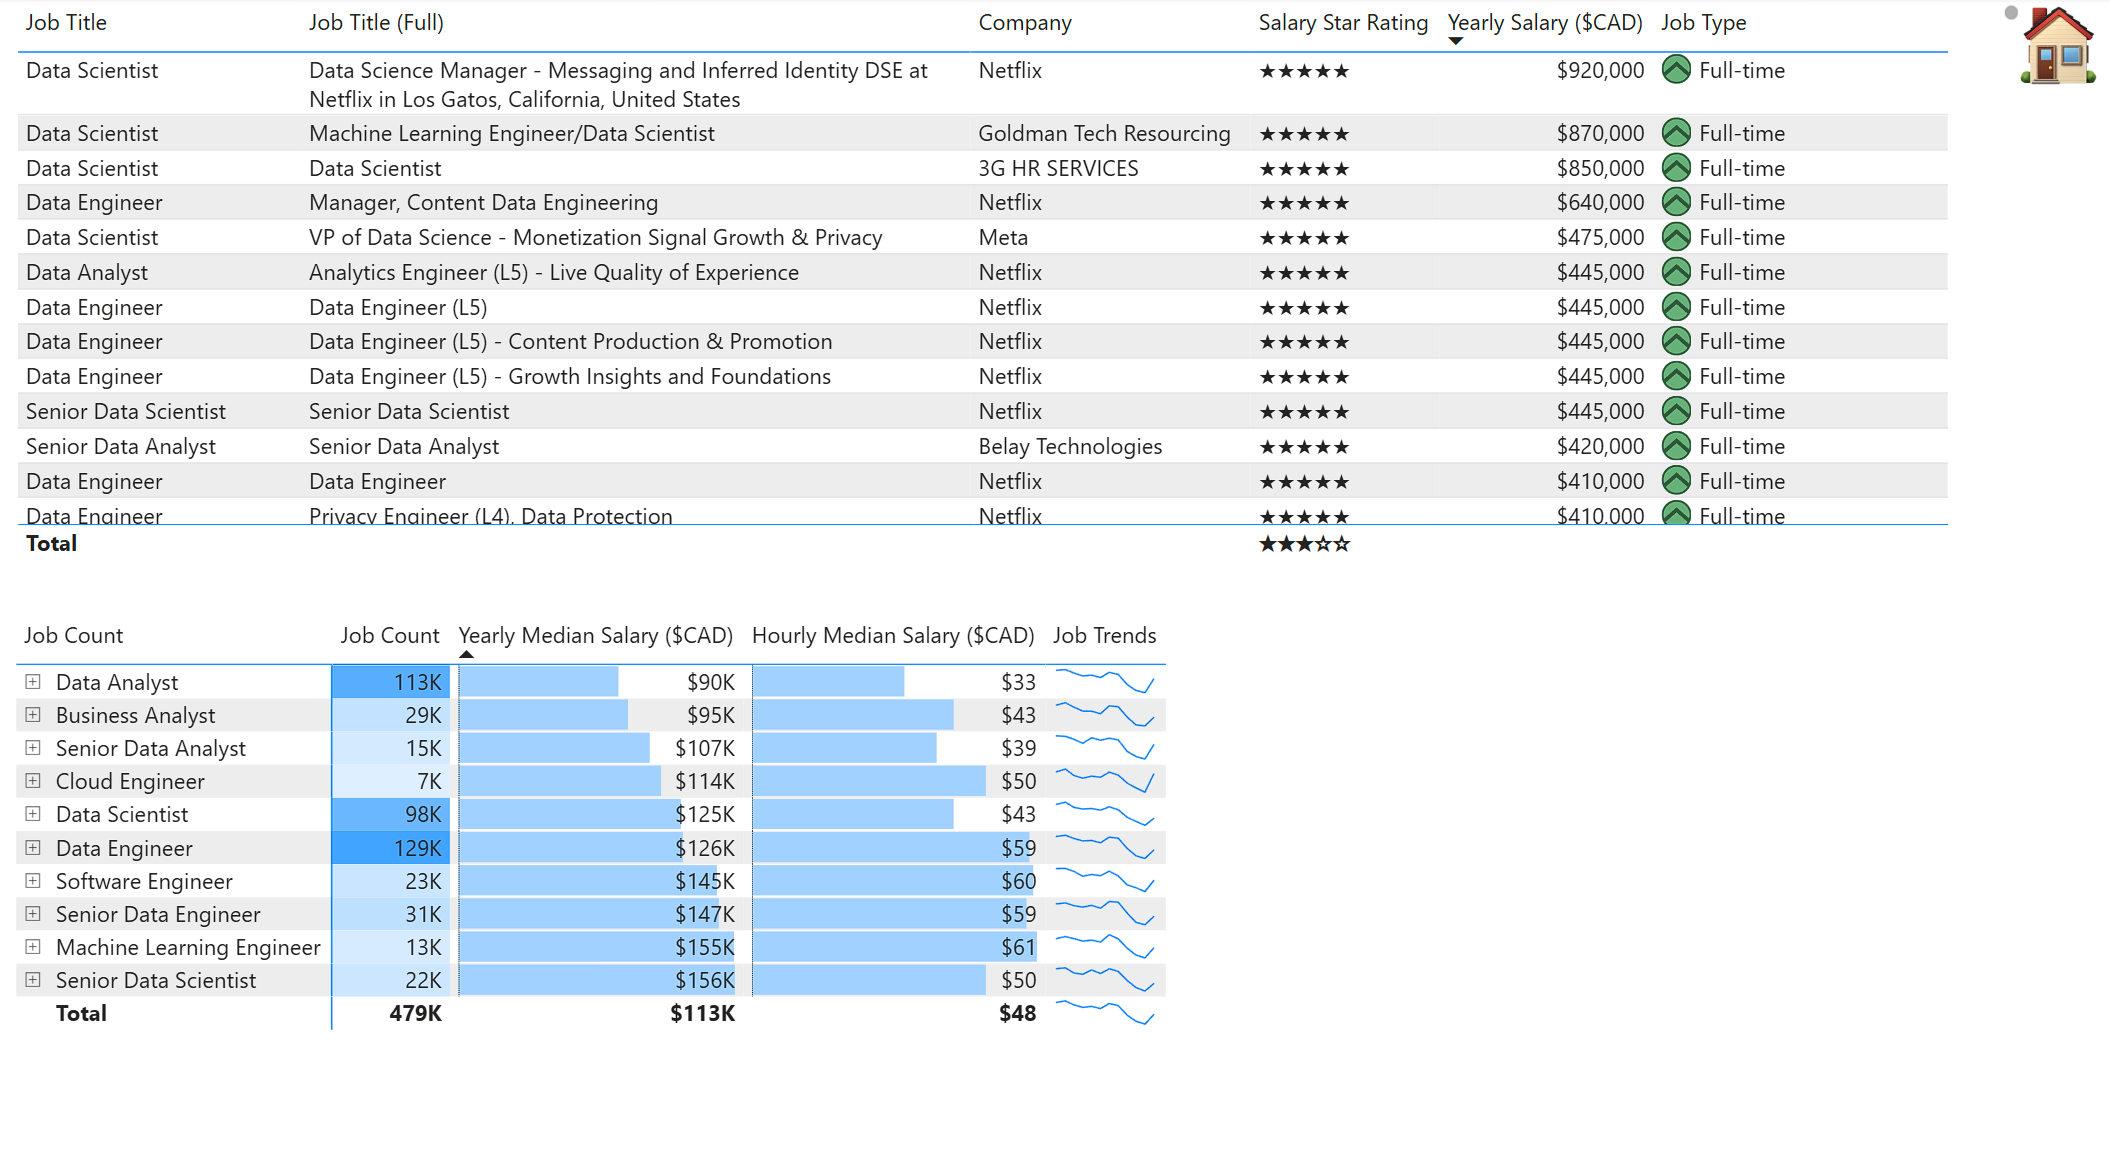 Job Title Job Title (Full) Company Salary Star Rating Yearly Salary ($CAD) Job Type
Data Scientist Data Science Manager - Messaging and Inferred Identity DSE at Netflix ★★★★★ $920,000 Full-time
Netflix in Los Gatos, California, United States
Data Scientist Machine Learning Engineer/Data Scientist Goldman Tech Resourcing ★★★★★ $870,000 Full-time
Data Scientist Data Scientist 3G HR SERVICES ★★★★★ $850,000 Full-time
Data Engineer Manager, Content Data Engineering Netflix ★★★★★ $640,000 Full-time
Data Scientist VP of Data Science - Monetization Signal Growth & Privacy Meta ★★★★★ $475,000 Full-time
Data Analyst Analytics Engineer (L5) - Live Quality of Experience Netflix ★★★★★ $445,000 Full-time
Data Engineer Data Engineer (L5) Netflix ★★★★★ $445,000 Full-time
Data Engineer Data Engineer (L5) - Content Production & Promotion Netflix ★★★★★ $445,000 Full-time
Data Engineer Data Engineer (L5) - Growth Insights and Foundations Netflix ★★★★★ $445,000 Full-time
Senior Data Scientist Senior Data Scientist Netflix ★★★★★ $445,000 Full-time
Senior Data Analyst Senior Data Analyst Belay Technologies ★★★★★ $420,000 Full-time
Data Engineer Data Engineer Netflix ★★★★★ $410,000 Full-time
Data Engineer Privacy Engineer (L4), Data Protection Netflix ★★★★★ $410,000 Full-time
Total ★★★☆☆
Job Count Job Count Yearly Median Salary ($CAD) Hourly Median Salary ($CAD) Job Trends
Data Analyst 113K $90K $33
Business Analyst 29K $95K $43
Senior Data Analyst 15K $107K $39
Cloud Engineer 7K $114K $50
Data Scientist 98K $125K $43
Data Engineer 129K $126K $59
Software Engineer 23K $145K $60
Senior Data Engineer 31K $147K $59
Machine Learning Engineer 13K $155K $61
Senior Data Scientist 22K $156K $50
Total 479K $113K $48